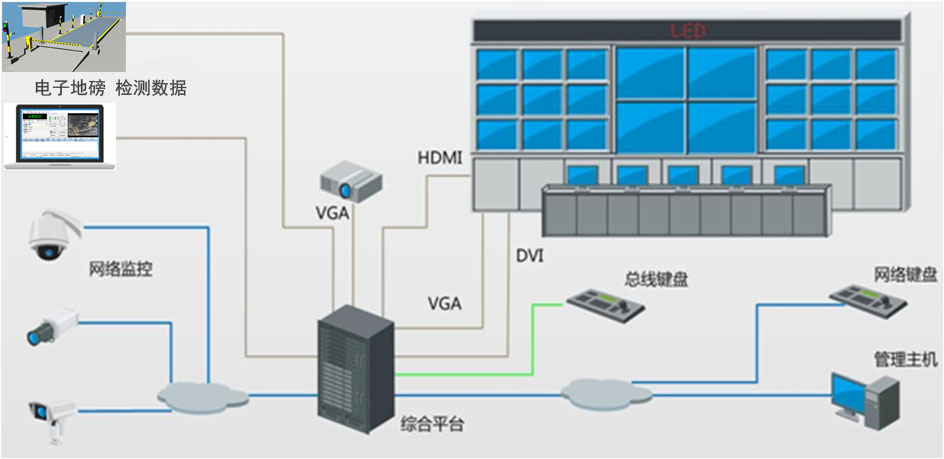 LED
电子地磅 检测数据
HDMI
VGA
DVI
网络监控
VGA
总线键盘
网络键盘
管理主机
综合平台